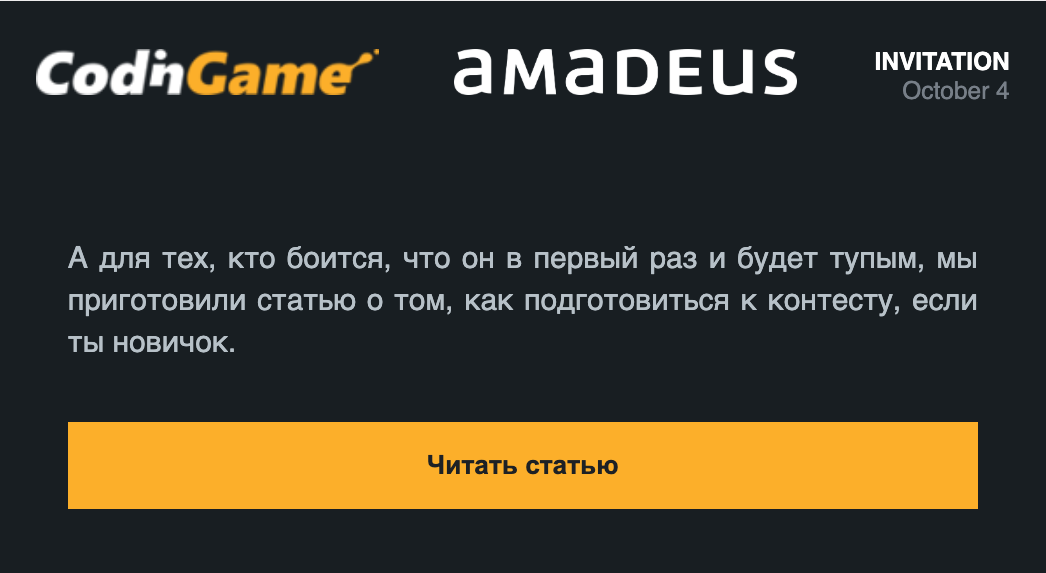 CodinGame
amadeus
INVITATION
October 4
А для тех, кто боится, что он в первый раз и будет тупым, мы
приготовили статью о том, как подготовиться к контесту, если
ты новичок.
Читать статью